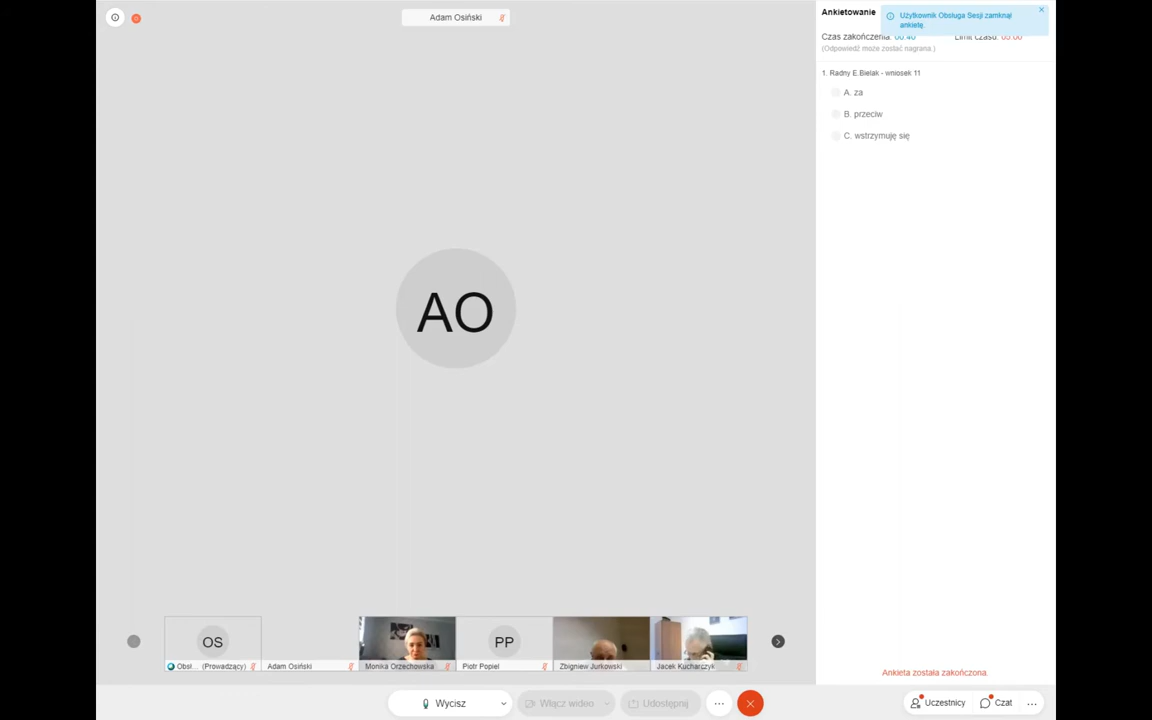 Adam Osiński
AO
OS
Obsł... (Prowadzący)
Adam Osiński
Monika Orzechowska
PP
Piotr Popiel
Zbigniew Jurkowski
Jacek Kucharczyk
Wycisz
Włącz wideo
Udostępnij
Ankietowanie
Użytkownik Obsługa Sesji zamknął
ankietę.
Czas zakończenia: 00:40 Limit czasu: 05:00
(Odpowiedź może zostać nagrana.)
1. Radny E.Bielak - wniosek 11
A. za
B. przeciw
C. wstrzymuję się
Ankieta została zakończona.
Uczestnicy
Czat